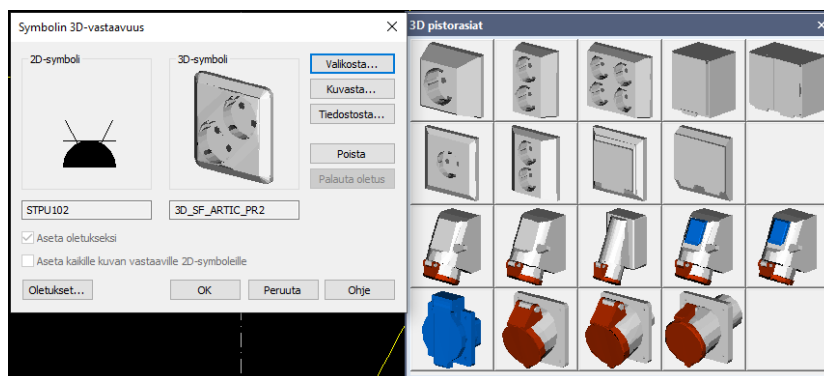 Symbolin 3D-vastaavuus
2D-symboli
3D-symboli
Valikosta...
Kuvasta...
Tiedostosta...
Poista
Palauta oletus
STPU102
3D_SF_ARTIC_PR2
Aseta oletukseksi
Aseta kaikille kuvan vastaaville 2D-symboleille
Oletukset...
OK
Peruuta
Ohje
3D pistorasiat